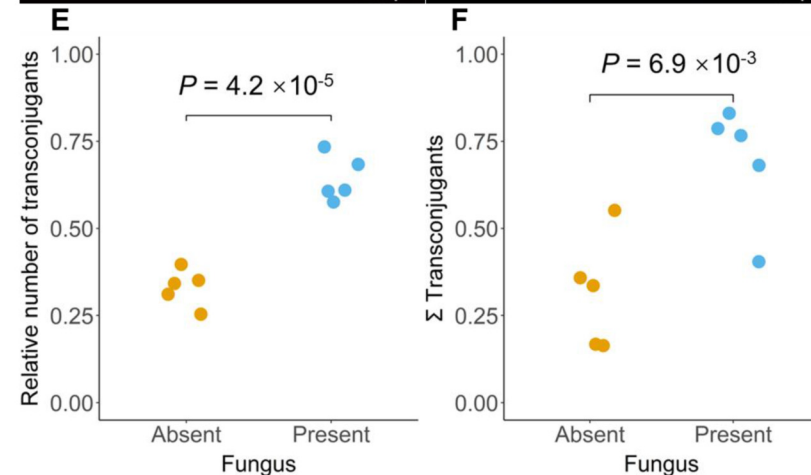 E
Relative number of transconjugants
1.00
0.75
0.50
0.25
0.00
P = 4.2 ×10-5
Absent
Present
Fungus
F
Σ Transconjugants
1.00
0.75
0.50
0.25
0.00
P = 6.9 ×10-3
Absent
Present
Fungus